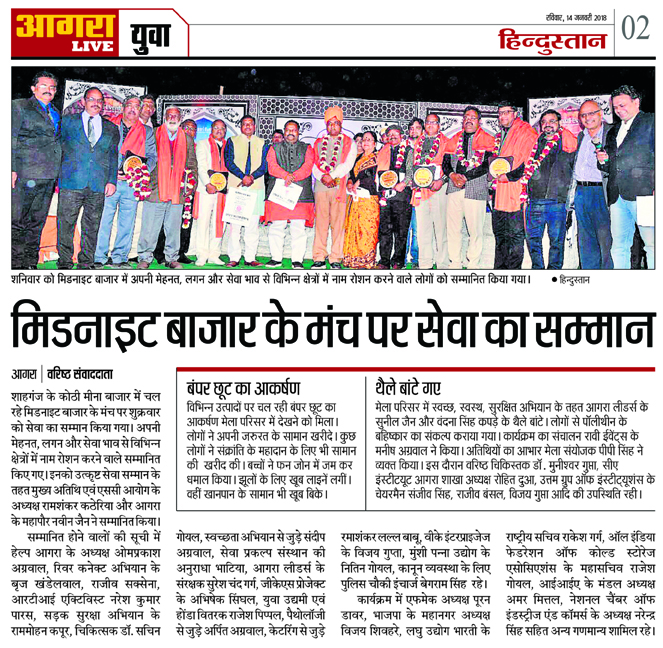 आगरा
LIVE
युवा
रविवार, 14 जनवरी 2018
हिन्दुस्तान
02
शनिवार को मिडनाइट बाजार में अपनी मेहनत, लगन और सेवा भाव से विभिन्न क्षेत्रों में नाम रोशन करने वाले लोगों को सम्मानित किया गया। ● हिन्दुस्तान
मिडनाइट बाजार के मंच पर सेवा का सम्मान
आगरा | वरिष्ठ संवाददाता
शाहगंज के कोठी मीना बाजार में चल
रहे मिडनाइट बाजार के मंच पर शुक्रवार
को सेवा का सम्मान किया गया। अपनी
मेहनत, लगन और सेवा भाव से विभिन्न
क्षेत्रों में नाम रोशन करने वाले सम्मानित
किए गए। इनको उत्कृष्ट सेवा सम्मान के
तहत मुख्य अतिथि एवं एससी आयोग के
अध्यक्ष रामशंकर कठेरिया और आगरा
के महापौर नवीन जैन ने सम्मानित किया।
सम्मानित होने वालों की सूची में
हेल्प आगरा के अध्यक्ष ओमप्रकाश
अग्रवाल, रिवर कनेक्ट अभियान के
बृज खंडेलवाल, राजीव सक्सेना,
आरटीआई एक्टिविस्ट नरेश कुमार
पारस, सड़क सुरक्षा अभियान के
राममोहन कपूर, चिकित्सक डॉ. सचिन
बंपर छूट का आकर्षण
विभिन्न उत्पादों पर चल रही बंपर छूट का
आकर्षण मेला परिसर में देखने को मिला।
लोगों ने अपनी जरुरत के सामान खरीदे। कुछ
लोगों ने संक्रांति के महादान के लिए भी सामान
की खरीद की। बच्चों ने फन जोन में जम कर
धमाल किया। झूलों के लिए खूब लाइनें लगीं।
वहीं खानपान के सामान भी खूब बिके।
थैले बांटे गए
मेला परिसर में स्वच्छ, स्वस्थ, सुरक्षित अभियान के तहत आगरा लीडर्स के
सुनील जैन और वंदना सिंह कपड़े के थैले बांटे। लोगों से पॉलीथीन के
बहिष्कार का संकल्प कराया गया। कार्यक्रम का संचालन रावी ईवेंट्स के
मनीष अग्रवाल ने किया। अतिथियों का आभार मेला संयोजक पीपी सिंह ने
व्यक्त किया। इस दौरान वरिष्ठ चिकित्सक डॉ. मुनीश्वर गुप्ता, सीए
इंस्टीट्यूट आगरा शाखा अध्यक्ष रोहित दुआ, उत्तम ग्रुप ऑफ इंस्टीट्यूशंस के
चेयरमैन संजीव सिंह, राजीव बंसल, विजय गुप्ता आदि की उपस्थिति रही।
गोयल, स्वच्छता अभियान से जुड़े संदीप
अग्रवाल, सेवा प्रकल्प संस्थान की
अनुराधा भाटिया, आगरा लीडर्स के
संरक्षक सुरेश चंद गर्ग, जीकेएस प्रोजेक्ट
के अभिषेक सिंघल, युवा उद्यमी एवं
होंडा वितरक राजेश पिप्पल, पैथौलॉजी
से जुड़े अर्पित अग्रवाल, केटरिंग से जुड़े
रमाशंकर लल्ल बाबू, वीके इंटरप्राइजेज
के विजय गुप्ता, मुंशी पन्ना उद्योग के
नितिन गोयल, कानून व्यवस्था के लिए
पुलिस चौकी इंचार्ज बेगराम सिंह रहे।
कार्यक्रम में एफमेक अध्यक्ष पूरन
डावर, भाजपा के महानगर अध्यक्ष
विजय शिवहरे, लघु उद्योग भारती के
राष्ट्रीय सचिव राकेश गर्ग, ऑल इंडिया
फेडरेशन ऑफ कोल्ड स्टोरेज
एसोसिएशंस के महासचिव राजेश
गोयल, आईआईए के मंडल अध्यक्ष
अमर मित्तल, नेशनल चैंबर ऑफ
इंडस्ट्रीज एंड कॉमर्स के अध्यक्ष नरेन्द्र
सिंह सहित अन्य गणमान्य शामिल रहे।